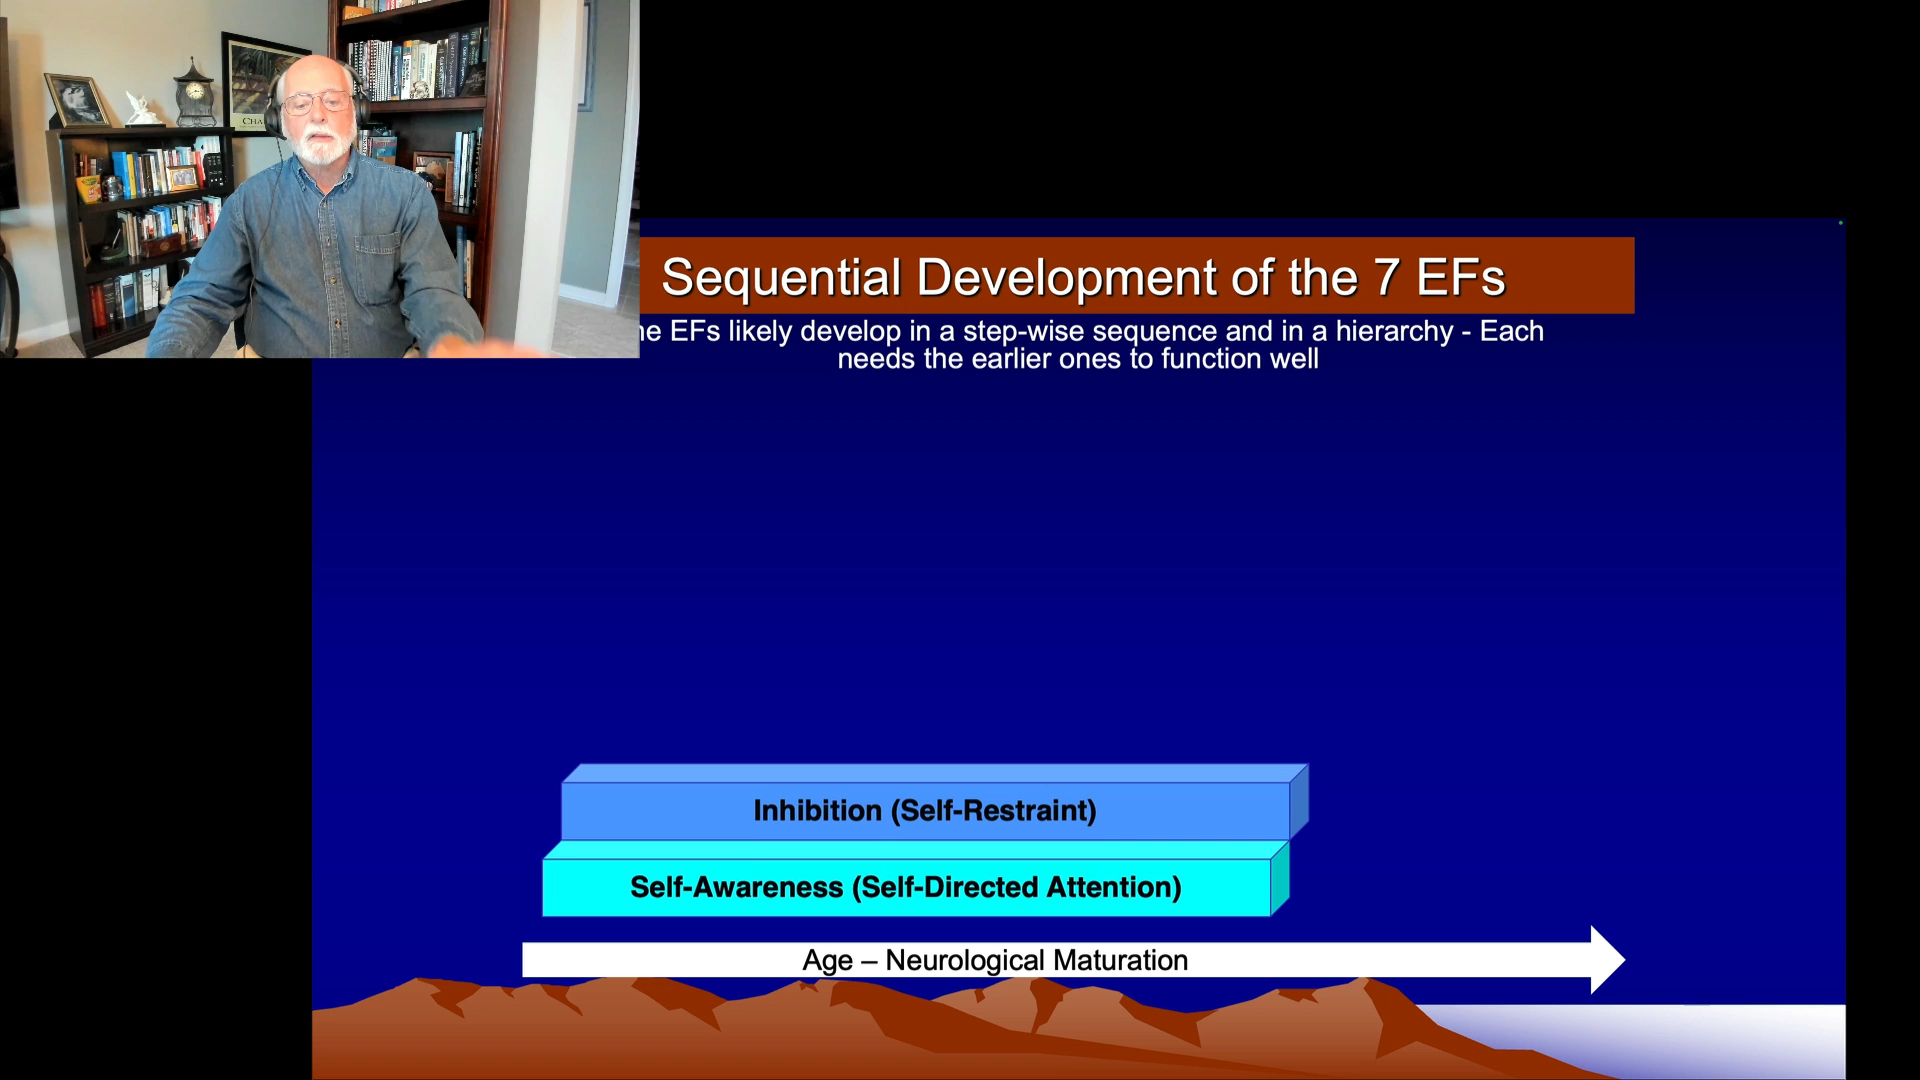 CHA
Sequential Development of the 7 EFs
he EFs likely develop in a step-wise sequence and in a hierarchy - Each
needs the earlier ones to function well
Inhibition (Self-Restraint)
Self-Awareness (Self-Directed Attention)
Age – Neurological Maturation